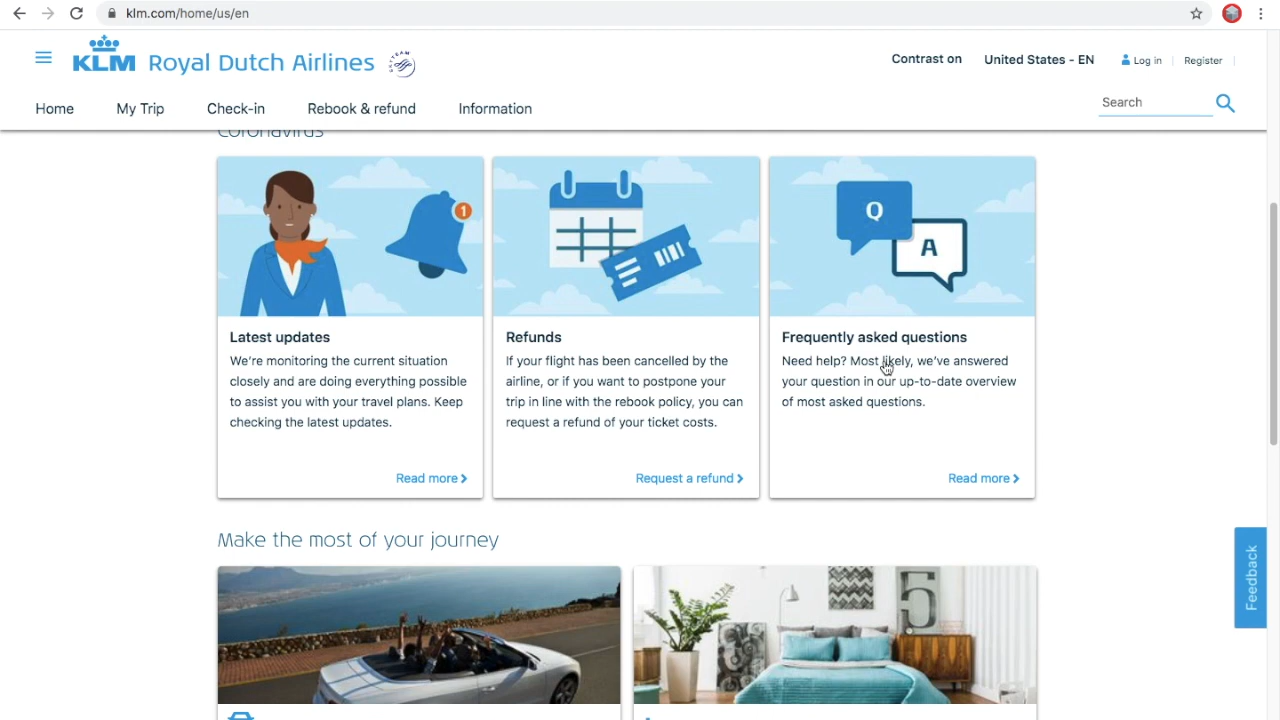 klm.com/home/us/en
KLM Royal Dutch Airlines
Contrast on
United States - EN
Log in
Register
Home
My Trip
Check-in
Rebook & refund
Information
Search
Coronavirus
1
Q
A
Latest updates
We're monitoring the current situation
closely and are doing everything possible
to assist you with your travel plans. Keep
checking the latest updates.
Read more
Refunds
If your flight has been cancelled by the
airline, or if you want to postpone your
trip in line with the rebook policy, you can
request a refund of your ticket costs.
Request a refund
Frequently asked questions
Need help? Most likely, we've answered
your question in our up-to-date overview
of most asked questions.
Read more
Feedback
Make the most of your journey
5